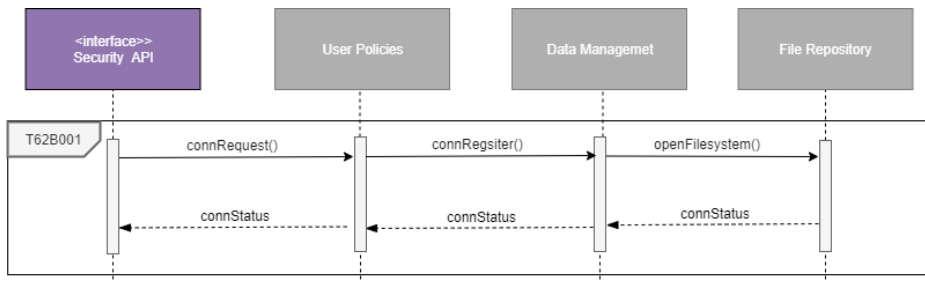 <interface>>
Security API
User Policies
Data Managemet
File Repository
T62B001
connRequest()
connRegsiter()
openFilesystem()
connStatus
connStatus
connStatus